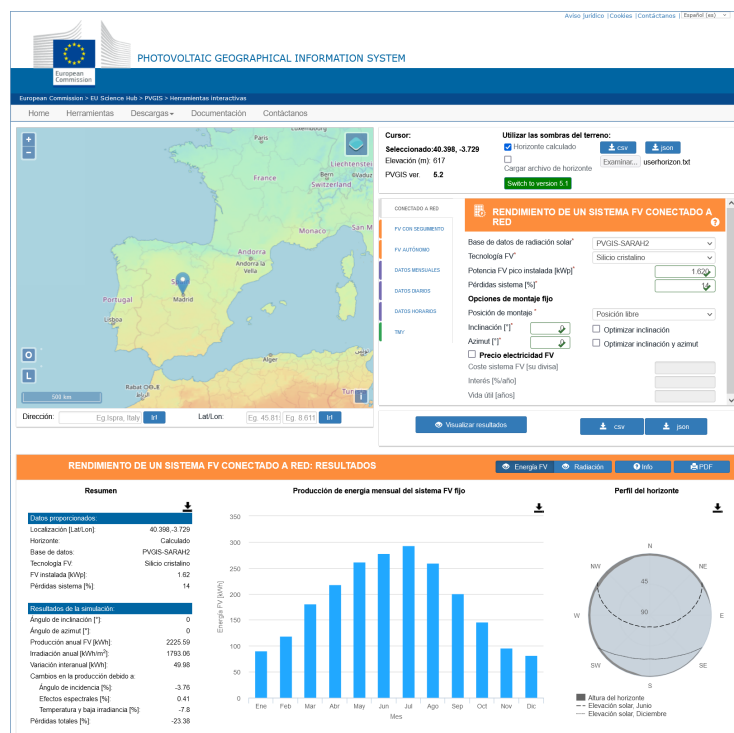 Aviso jurídico |Cookies |Contáctanos | Español (es)
PHOTOVOLTAIC GEOGRAPHICAL INFORMATION SYSTEM
European
Commission
European Commission > EU Science Hub > PVGIS > Herramientas interactivas
Home Herramientas Descargas Documentación Contáctanos
+
−
Paris
Luxembourg
Liechtenstei
Bern
Vaduz
France
Switzerland
Monaco
San M
Andorra
Andorra la
Vella
Madrid
Portugal
Lisboa
Alger
Rabat
Tun
O
L
500 km
i
Dirección: Eg.Ispra, Italy Ir! Lat/Lon: Eg. 45.81 Eg. 8.611 Ir!
Cursor:
Seleccionado:40.398, -3.729
Elevación (m): 617
PVGIS ver. 5.2
Utilizar las sombras del terreno:
Horizonte calculado
csv json
Cargar archivo de horizonte
Examinar... userhorizon.txt
Switch to version 5.1
CONECTADO A RED
FV CON SEGUIMIENTO
FV AUTÓNOMO
DATOS MENSUALES
DATOS DIARIOS
DATOS HORARIOS
TMY
RENDIMIENTO DE UN SISTEMA FV CONECTADO A
RED
Base de datos de radiación solar* PVGIS-SARAH2
Tecnología FV* Silicio cristalino
Potencia FV pico instalada [kWp]* 1.620
Pérdidas sistema [%]* 14
Opciones de montaje fijo
Posición de montaje * Posición libre
Inclinación [°]* Optimizar inclinación
Azimut [°]* Optimizar inclinación y azimut
Precio electricidad FV
Coste sistema FV [su divisa]
Interés [%/año]
Vida útil [años]
Visualizar resultados csv json
RENDIMIENTO DE UN SISTEMA FV CONECTADO A RED: RESULTADOS
Energía FV Radiación Info PDF
Resumen
Datos proporcionados:
Localización [Lat/Lon]: 40.398,-3.729
Horizonte: Calculado
Base de datos: PVGIS-SARAH2
Tecnología FV: Silicio cristalino
FV instalada [kWp]: 1.62
Pérdidas sistema [%]: 14
Resultados de la simulación:
Ángulo de inclinación [°]: 0
Ángulo de azimut [°]: 0
Producción anual FV [kWh]: 2225.59
Irradiación anual [kWh/m²]: 1793.06
Variación interanual [kWh]: 49.98
Cambios en la producción debido a:
Ángulo de incidencia [%]: -3.76
Efectos espectrales [%]: 0.41
Temperatura y baja irradiancia [%]: -7.8
Pérdidas totales [%]: -23.38
Producción de energía mensual del sistema FV fijo
Energía FV [kWh]
350
300
250
200
150
100
50
0
Ene Feb Mar Abr May Jun Jul Ago Sep Oct Nov Dic
Mes
Perfil del horizonte
N
NW NE
45
W 90 E
SW SE
S
Altura del horizonte
Elevación solar, Junio
Elevación solar, Diciembre